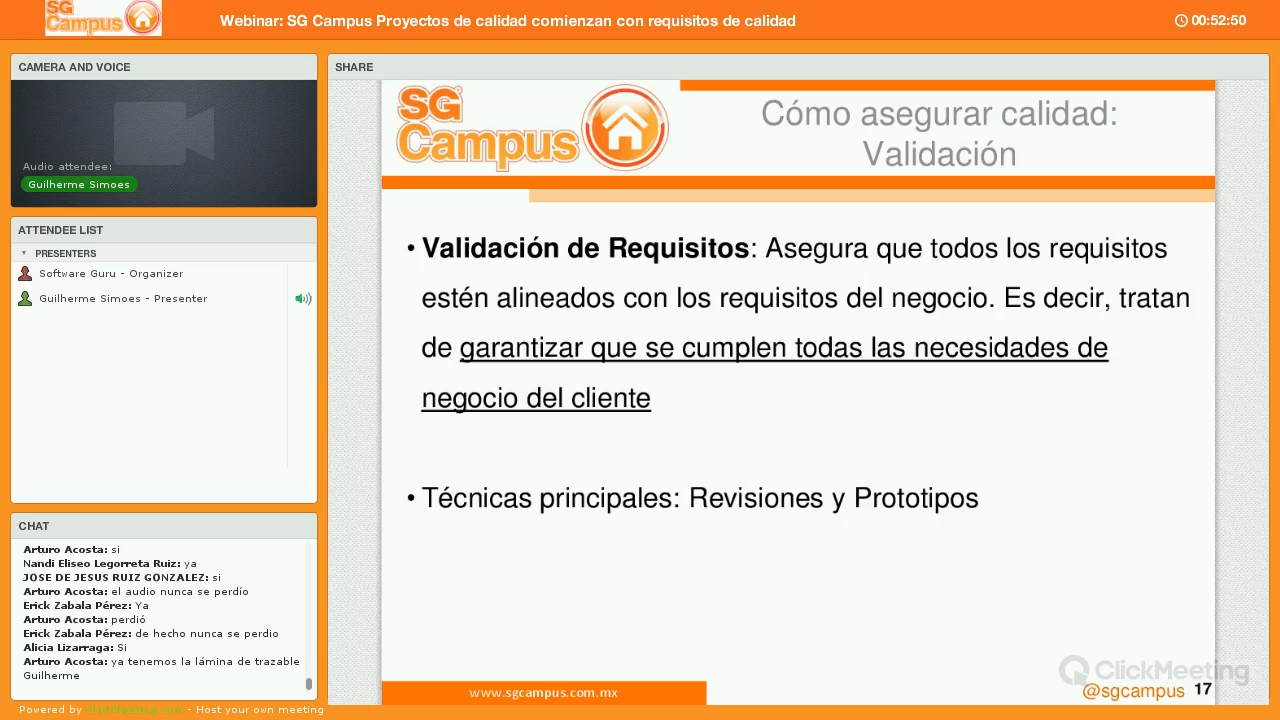 SG Campus
Webinar: SG Campus Proyectos de calidad comienzan con requisitos de calidad
00:52:50
CAMERA AND VOICE
Audio attendee:
Guilherme Simoes
ATTENDEE LIST
PRESENTERS
Software Guru - Organizer
Guilherme Simoes - Presenter
CHAT
Arturo Acosta: si
Nandi Eliseo Legorreta Ruiz: ya
JOSE DE JESUS RUIZ GONZALEZ: si
Arturo Acosta: el audio nunca se perdío
Erick Zabala Pérez: Ya
Arturo Acosta: perdió
Erick Zabala Pérez: de hecho nunca se perdio
Alicia Lizarraga: Si
Arturo Acosta: ya tenemos la lámina de trazable
Guilherme
Powered by ClickMeeting.com - Host your own meeting
SHARE
SG
Campus
Cómo asegurar calidad:
Validación
• Validación de Requisitos: Asegura que todos los requisitos
estén alineados con los requisitos del negocio. Es decir, tratan
de garantizar que se cumplen todas las necesidades de
negocio del cliente
• Técnicas principales: Revisiones y Prototipos
ClickMeeting
www.sgcampus.com.mx
@sgcampus 17